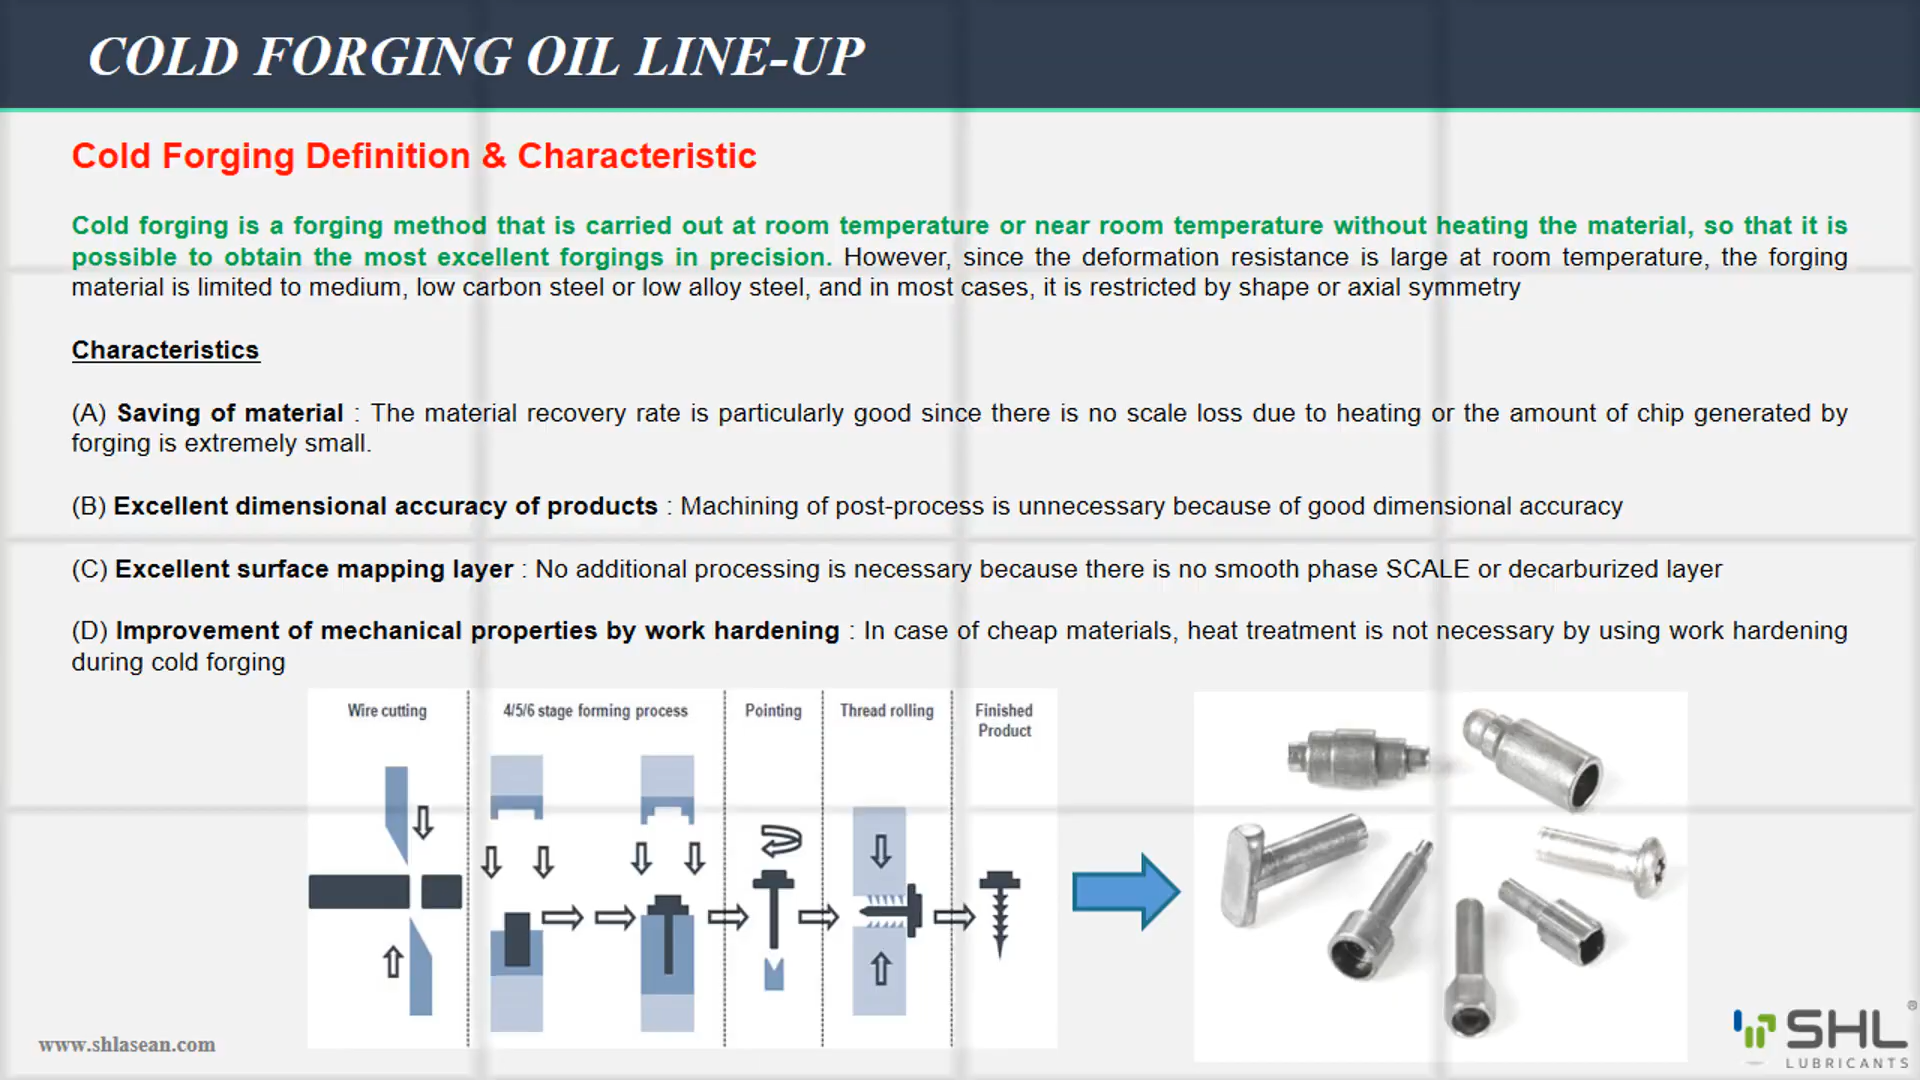 COLD FORGING OIL LINE-UP
Cold Forging Definition & Characteristic
Cold forging is a forging method that is carried out at room temperature or near room temperature without heating the material, so that it is
possible to obtain the most excellent forgings in precision. However, since the deformation resistance is large at room temperature, the forging
material is limited to medium, low carbon steel or low alloy steel, and in most cases, it is restricted by shape or axial symmetry
Characteristics
(A) Saving of material : The material recovery rate is particularly good since there is no scale loss due to heating or the amount of chip generated by
forging is extremely small.
(B) Excellent dimensional accuracy of products : Machining of post-process is unnecessary because of good dimensional accuracy
(C) Excellent surface mapping layer : No additional processing is necessary because there is no smooth phase SCALE or decarburized layer
(D) Improvement of mechanical properties by work hardening : In case of cheap materials, heat treatment is not necessary by using work hardening
during cold forging
Wire cutting
4/5/6 stage forming process
Pointing
Thread rolling
Finished
Product
www.shlasean.com
SHL®
LUBRICANTS